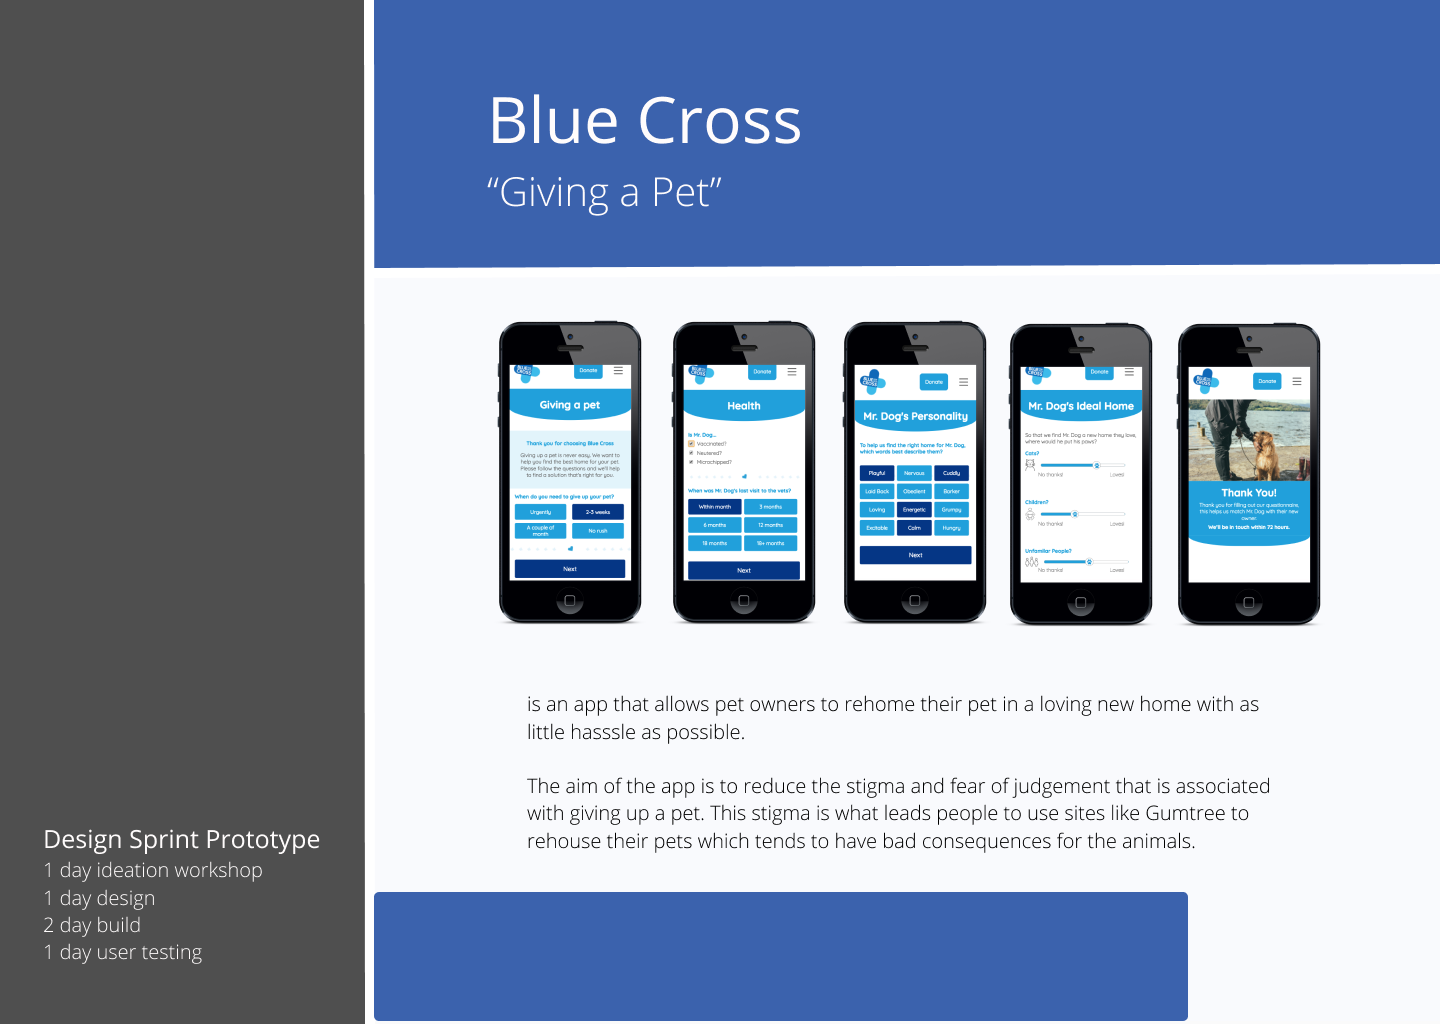 Blue Cross
“Giving a Pet”
BLUE CROSS
Donate
Giving a pet
Thank you for choosing Blue Cross
Giving up a pet is never easy. We want to
help you find the best home for your pet.
Please follow the questions and we'll help
to find a solution that's right for you.
When do you need to give up your pet?
Urgently
2-3 weeks
A couple of
month
No rush
Next
BLUE CROSS
Donate
Health
Is Mr. Dog...
Vaccinated?
Neutered?
Microchipped?
When was Mr. Dog's last visit to the vets?
Within month
3 months
6 months
12 months
18 months
18+ months
Next
BLUE CROSS
Donate
Mr. Dog's Personality
To help us find the right home for Mr. Dog,
which words best describe them?
Playful
Nervous
Cuddly
Laid Back
Obedient
Barker
Loving
Energetic
Grumpy
Excitable
Calm
Hungry
Next
BLUE CROSS
Donate
Mr. Dog's Ideal Home
So that we find Mr. Dog a new home they love,
where would we put his paws?
Cats?
No thanks!
Loves!
Children?
No thanks!
Loves!
Unfamiliar People?
No thanks!
Loves!
BLUE CROSS
Donate
Thank You!
Thank you for filling out our questionnaire,
this helps us match Mr. Dog with their new
owner.
We'll be in touch within 72 hours.
is an app that allows pet owners to rehome their pet in a loving new home with as
little hasssle as possible.
The aim of the app is to reduce the stigma and fear of judgement that is associated
with giving up a pet. This stigma is what leads people to use sites like Gumtree to
rehouse their pets which tends to have bad consequences for the animals.
Design Sprint Prototype
1 day ideation workshop
1 day design
2 day build
1 day user testing